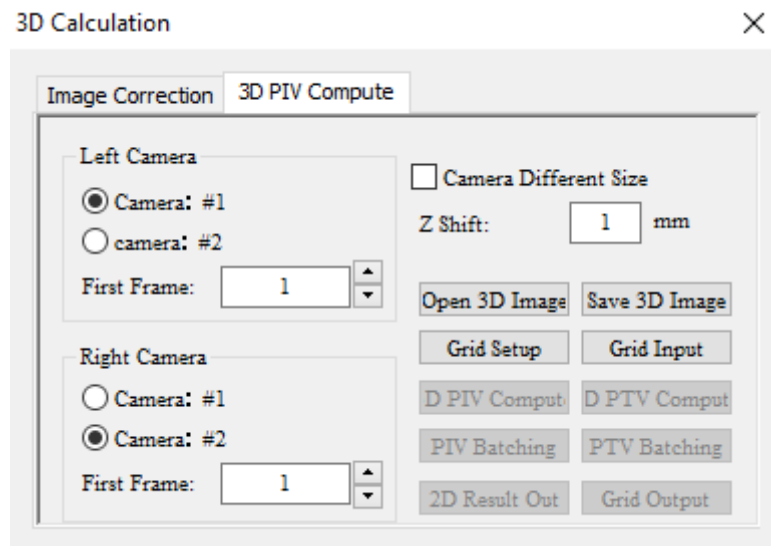 3D Calculation
Image Correction
3D PIV Compute
Left Camera
Camera: #1
camera: #2
First Frame: 1
Right Camera
Camera: #1
Camera: #2
First Frame: 1
Camera Different Size
Z Shift: 1 mm
Open 3D Image
Save 3D Image
Grid Setup
Grid Input
D PIV Comput
D PTV Comput
PIV Batching
PTV Batching
2D Result Out
Grid Output